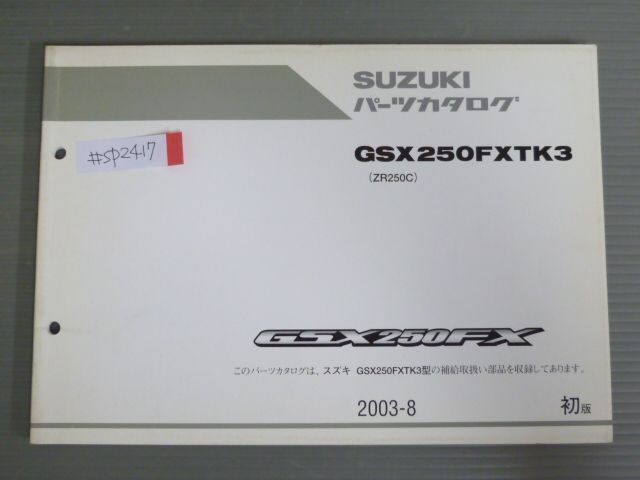 SUZUKI
パーツカタログ
#SP2417
GSX250FXTK3
(ZR250C)
GSX250FX
このパーツカタログは、スズキ GSX250FXTK3型の補給取扱い部品を収録してあります。
2003-8
初版